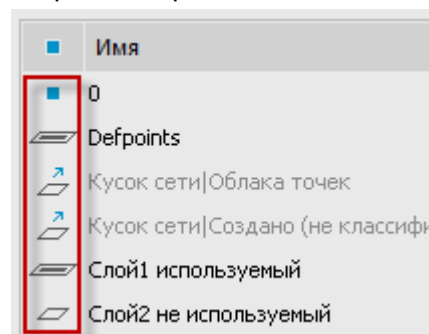 Имя
0
Defpoints
Кусок сети|Облака точек
Кусок сети|Создано (не классифи
Слой1 используемый
Слой2 не используемый